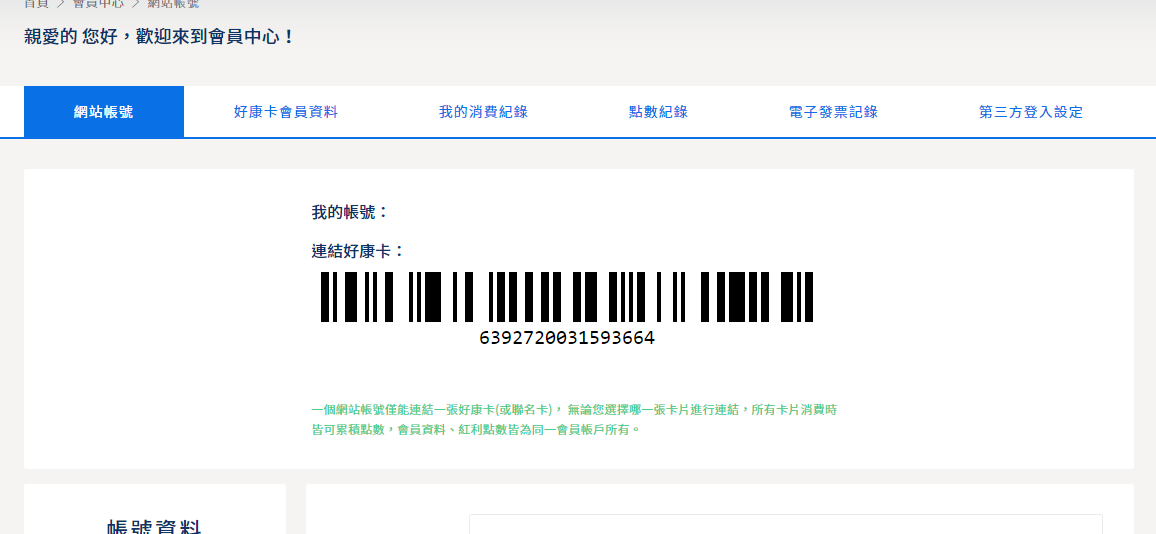 首頁 > 會員中心 > 網站帳號
親愛的 您好，歡迎來到會員中心！
網站帳號 好康卡會員資料 我的消費紀錄 點數紀錄 電子發票記錄 第三方登入設定
我的帳號：
連結好康卡：
6392720031593664
一個網站帳號僅能連結一張好康卡(或聯名卡)， 無論您選擇哪一張卡片進行連結，所有卡片消費時
皆可累積點數，會員資料、紅利點數皆為同一會員帳戶所有。
帳號資料